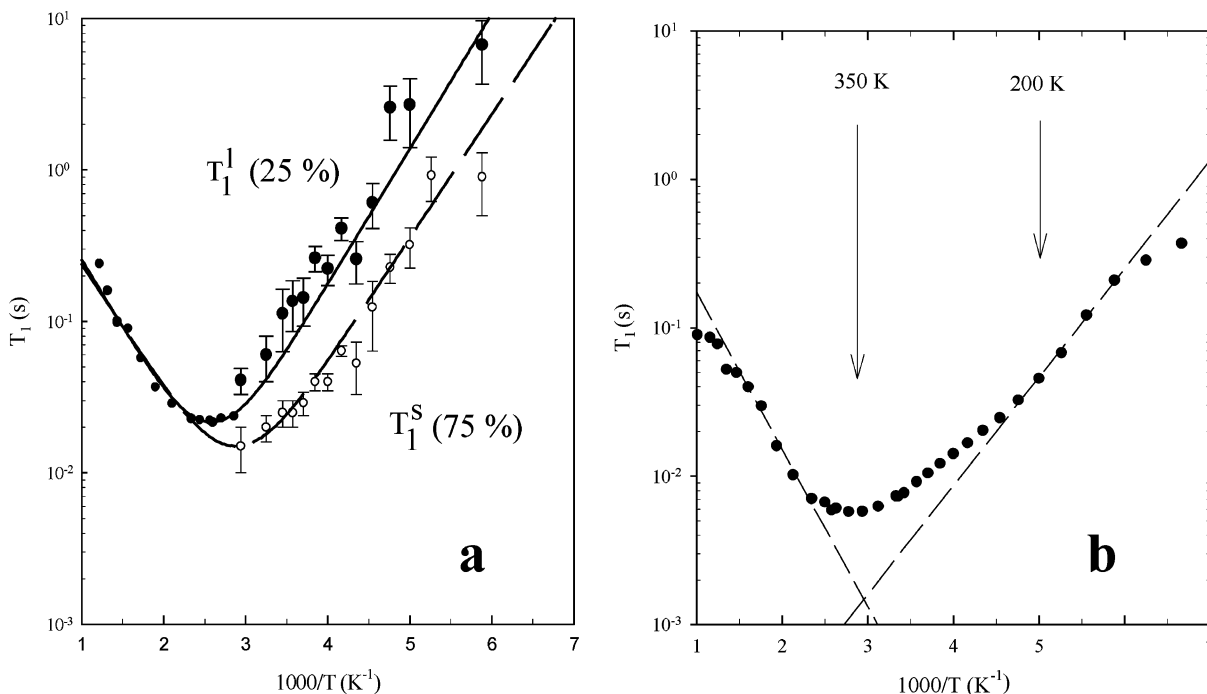 10¹
10⁰
10⁻¹
10⁻²
10⁻³
T₁ (s)
T₁ˡ (25 %)
T₁ˢ (75 %)
a
1 2 3 4 5 6 7
1000/T (K⁻¹)
10¹
10⁰
10⁻¹
10⁻²
10⁻³
T₁ (s)
350 K
200 K
b
1 2 3 4 5
1000/T (K⁻¹)